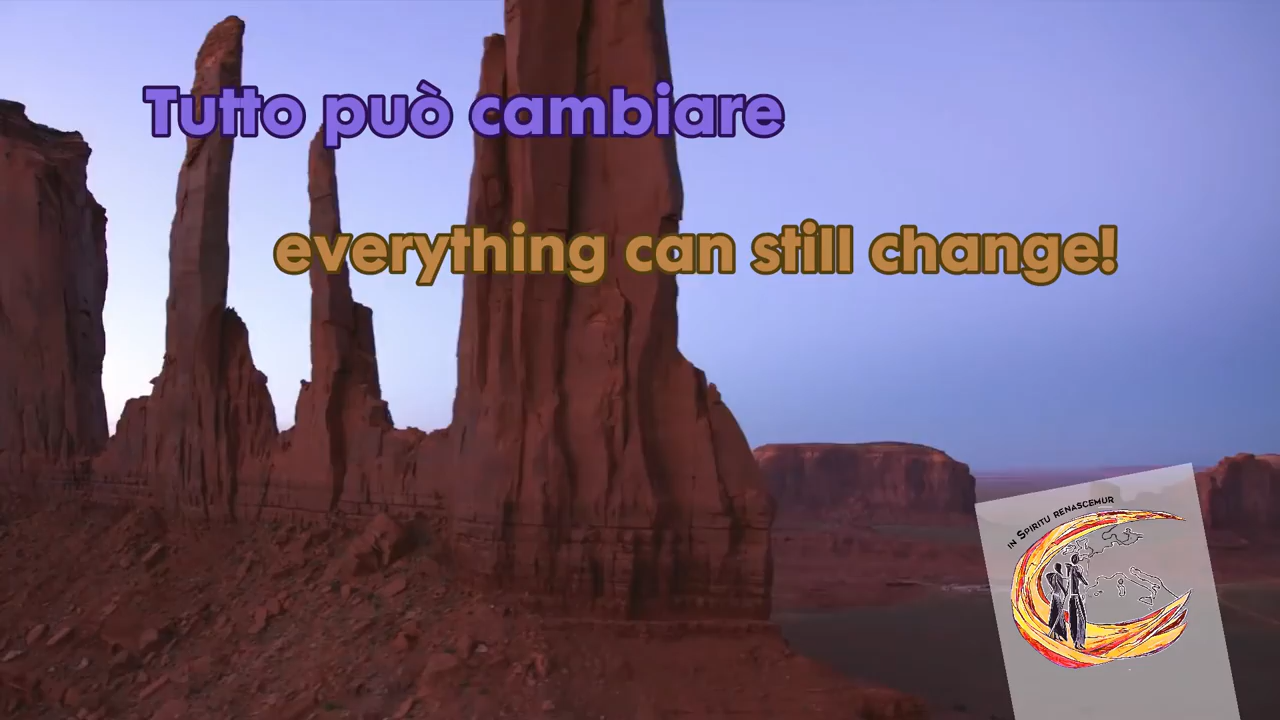 Tutto può cambiare
everything can still change!
in Spiritu renascemur